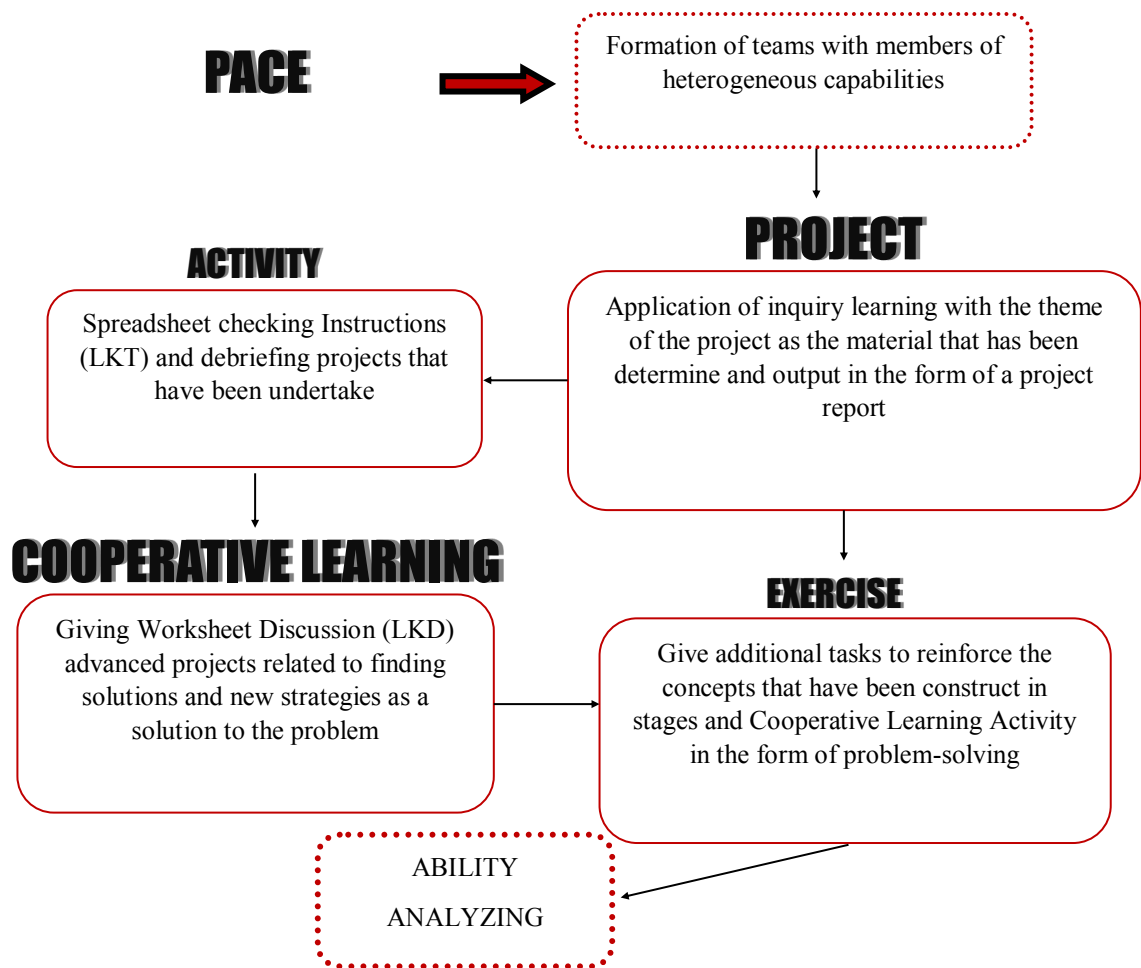 PACE
Formation of teams with members of
heterogeneous capabilities
PROJECT
Application of inquiry learning with the theme
of the project as the material that has been
determine and output in the form of a project
report
ACTIVITY
Spreadsheet checking Instructions
(LKT) and debriefing projects that
have been undertake
COOPERATIVE LEARNING
Giving Worksheet Discussion (LKD)
advanced projects related to finding
solutions and new strategies as a
solution to the problem
EXERCISE
Give additional tasks to reinforce the
concepts that have been construct in
stages and Cooperative Learning Activity
in the form of problem-solving
ABILITY
ANALYZING